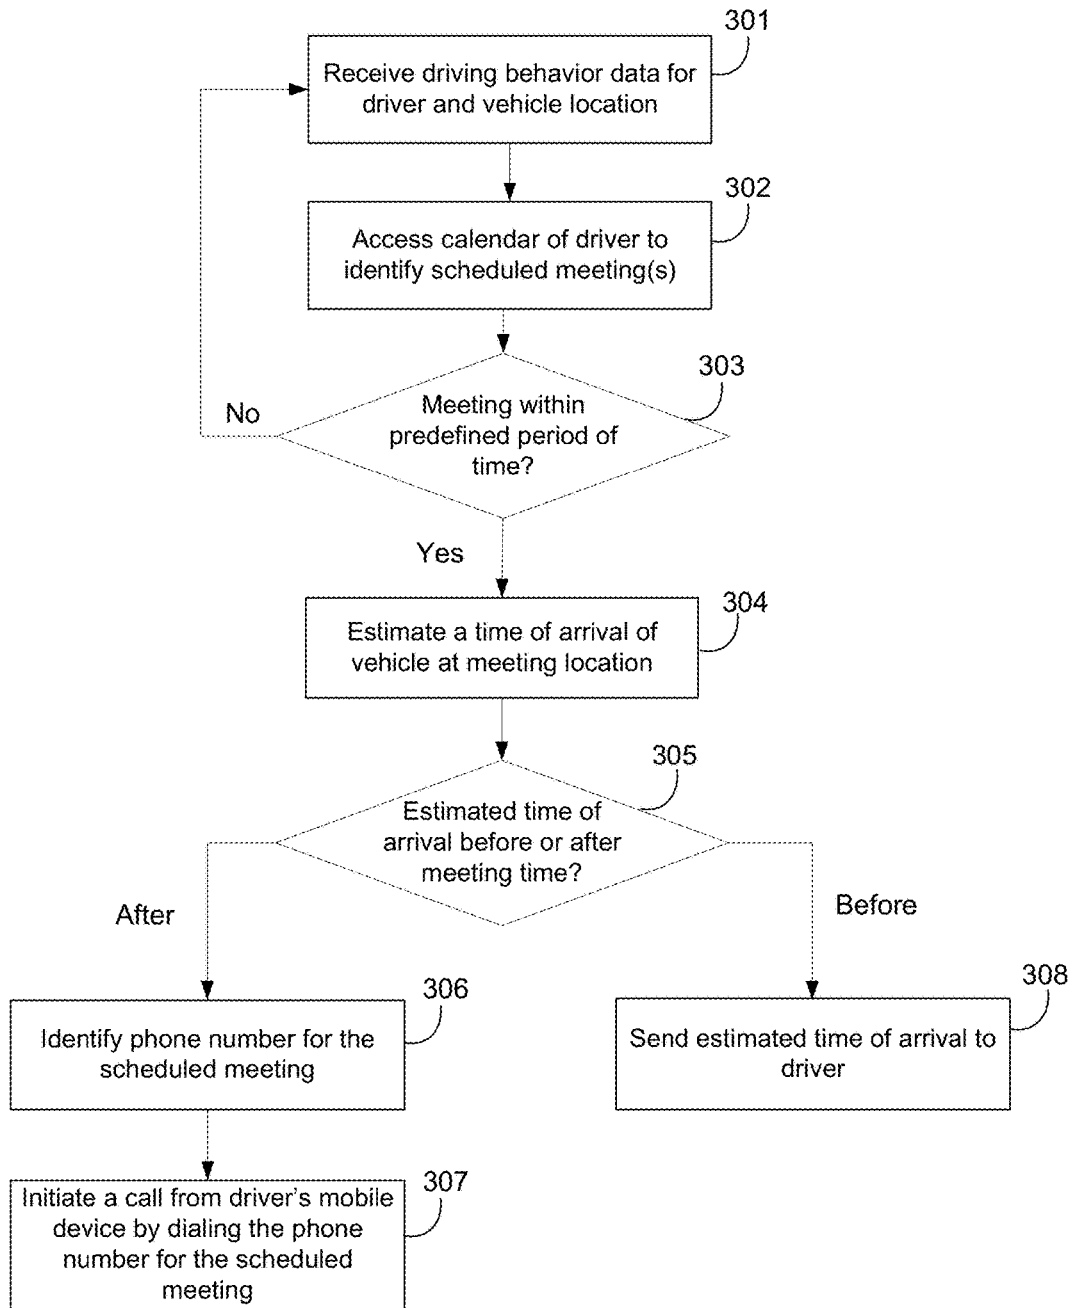 301
Receive driving behavior data for
driver and vehicle location
302
Access calendar of driver to
identify scheduled meeting(s)
303
Meeting within
predefined period of
time?
No
Yes
304
Estimate a time of arrival of
vehicle at meeting location
305
Estimated time of
arrival before or after
meeting time?
After
Before
306
Identify phone number for the
scheduled meeting
308
Send estimated time of arrival to
driver
307
Initiate a call from driver's mobile
device by dialing the phone
number for the scheduled
meeting